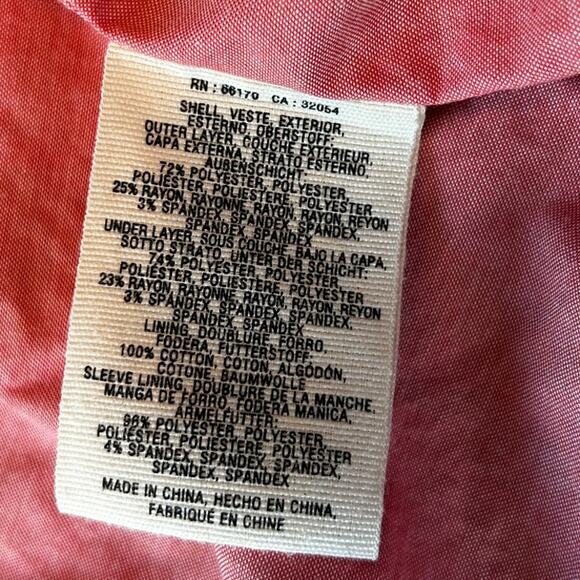 RN : 66170 CA : 32054
SHELL, VESTE, EXTERIOR,
ESTERNO, OBERSTOFF:
OUTER LAYER, COUCHE EXTERIEUR,
CAPA EXTERNA, STRATO ESTERNO,
AUßENSCHICHT:
72% POLYESTER, POLYESTER,
POLIÉSTER, POLIESTERE, POLYESTER
25% RAYON, RAYONNE, RAYON, RAYON, REYON
3% SPANDEX, SPANDEX, SPANDEX,
SPANDEX, SPANDEX
UNDER LAYER, SOUS COUCHE, BAJO LA CAPA,
SOTTO STRATO, UNTER DER SCHICHT:
74% POLYESTER, POLYESTER,
POLIÉSTER, POLIESTERE, POLYESTER
23% RAYON, RAYONNE, RAYON, RAYON, REYON
3% SPANDEX, SPANDEX, SPANDEX,
SPANDEX, SPANDEX
LINING, DOUBLURE, FORRO,
FODERA, FUTTERSTOFF:
100% COTTON, COTON, ALGODÓN,
COTONE, BAUMWOLLE
SLEEVE LINING, DOUBLURE DE LA MANCHE,
MANGA DE FORRO, FODERA MANICA,
ÄRMELFUTTER:
96% POLYESTER, POLYESTER,
POLIÉSTER, POLIESTERE, POLYESTER
4% SPANDEX, SPANDEX, SPANDEX,
SPANDEX, SPANDEX
MADE IN CHINA, HECHO EN CHINA,
FABRIQUÉ EN CHINE